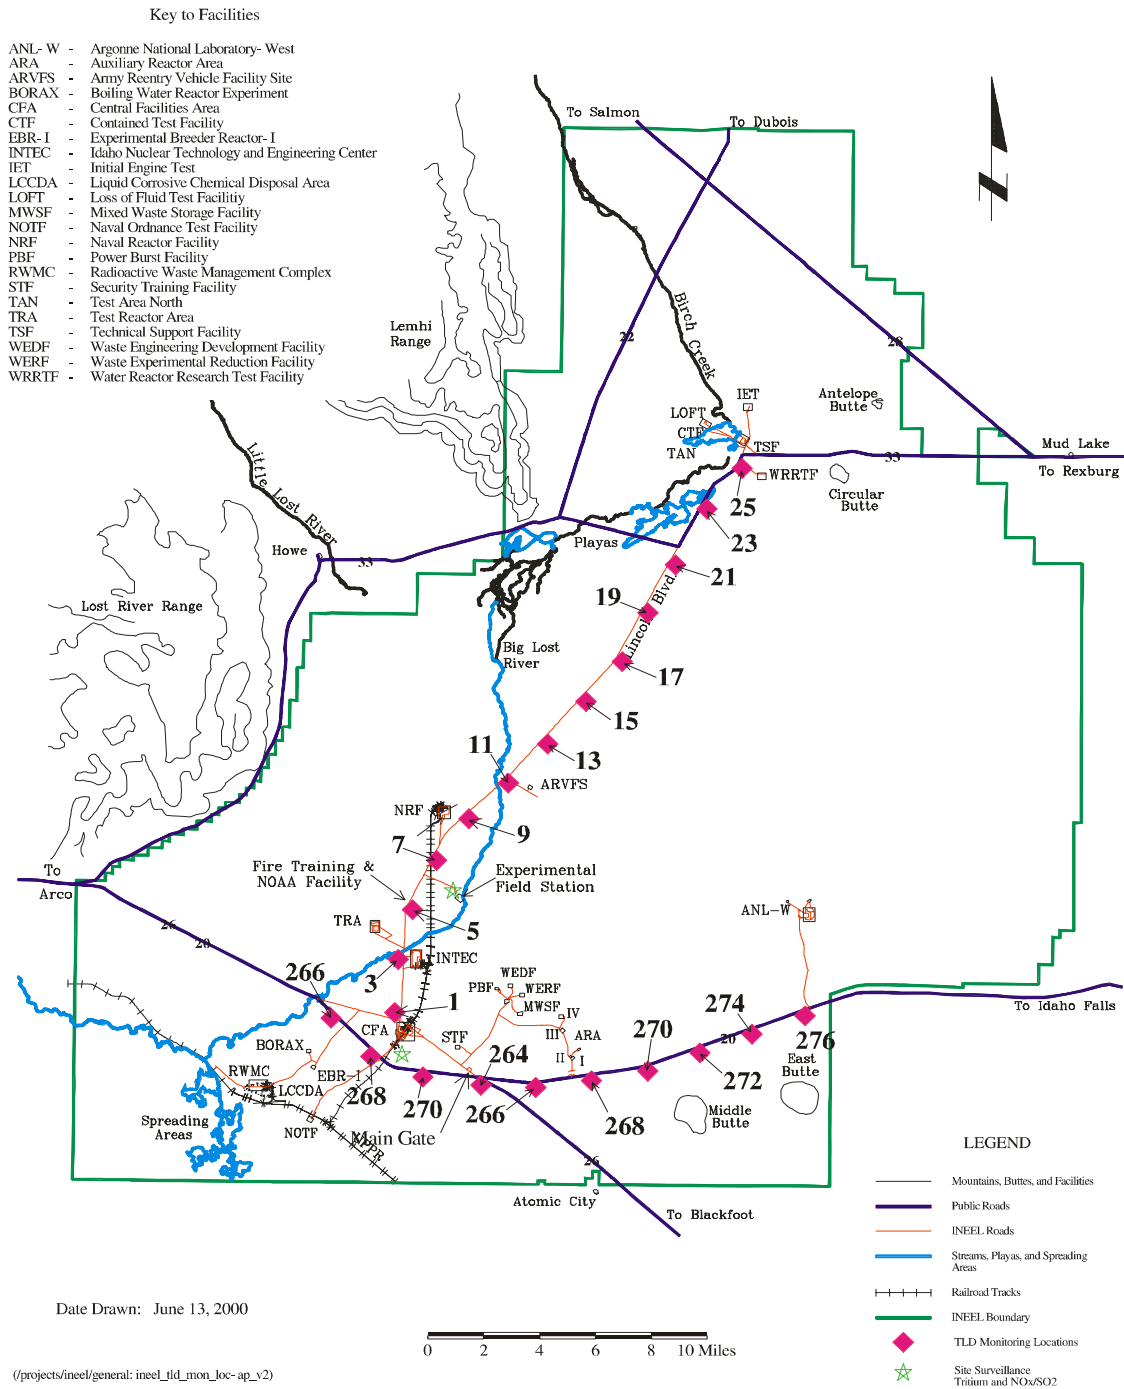 Key to Facilities
ANL- W - Argonne National Laboratory- West
ARA - Auxiliary Reactor Area
ARVFS - Army Reentry Vehicle Facility Site
BORAX - Boiling Water Reactor Experiment
CFA - Central Facilities Area
CTF - Contained Test Facility
EBR- I - Experimental Breeder Reactor- I
INTEC - Idaho Nuclear Technology and Engineering Center
IET - Initial Engine Test
LCCDA - Liquid Corrosive Chemical Disposal Area
LOFT - Loss of Fluid Test Facilitiy
MWSF - Mixed Waste Storage Facility
NOTF - Naval Ordnance Test Facility
NRF - Naval Reactor Facility
PBF - Power Burst Facility
RWMC - Radioactive Waste Management Complex
STF - Security Training Facility
TAN - Test Area North
TRA - Test Reactor Area
TSF - Technical Support Facility
WEDF - Waste Engineering Development Facility
WERF - Waste Experimental Reduction Facility
WRRTF - Water Reactor Research Test Facility
To Salmon
To Dubois
Birch Creek
Lemhi
Range
22
28
IET
Antelope
Butte
LOFT
CTF
TAN
TSF
Mud Lake
33
To Rexburg
WRRTF
Circular
Butte
25
Little Lost River
23
Playas
Howe
33
21
19
Lincoln Blvd.
Lost River Range
Big Lost
River
17
15
11
13
ARVFS
NRF
9
7
To
Arco
Fire Training &
NOAA Facility
Experimental
Field Station
ANL-W
TRA
5
26
20
INTEC
3
266
WEDF
PBF
WERF
MWSF
1
IV
274
To Idaho Falls
CFA
STF
III
ARA
20
276
BORAX
264
II
270
East
Butte
EBR-I
I
272
RWMC
LCCDA
268
270
266
268
Middle
Butte
Spreading
Areas
NOTF
Main Gate
UPRR
26
Atomic City
To Blackfoot
LEGEND
Mountains, Buttes, and Facilities
Public Roads
INEEL Roads
Streams, Playas, and Spreading
Areas
Railroad Tracks
INEEL Boundary
TLD Monitoring Locations
Site Surveillance
Tritium and NOx/SO2
Date Drawn: June 13, 2000
0 2 4 6 8 10 Miles
(/projects/ineel/general: ineel_tld_mon_loc- ap_v2)